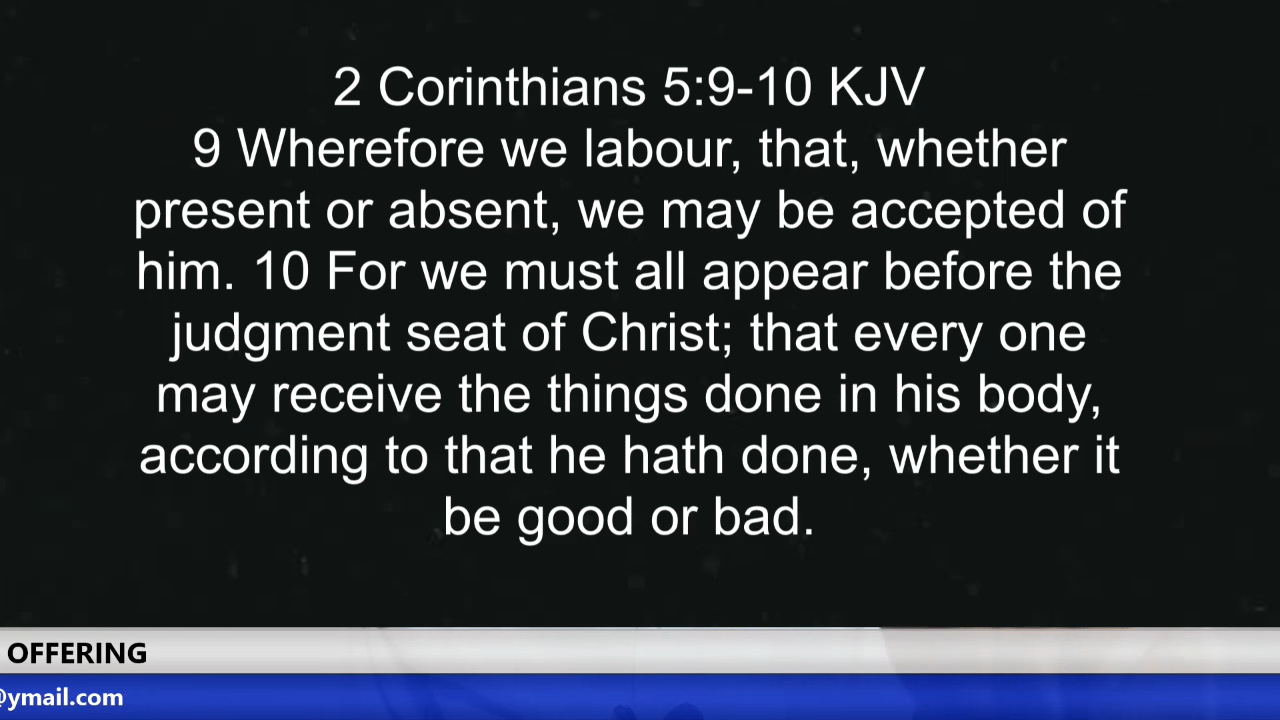 2 Corinthians 5:9-10 KJV
9 Wherefore we labour, that, whether
present or absent, we may be accepted of
him. 10 For we must all appear before the
judgment seat of Christ; that every one
may receive the things done in his body,
according to that he hath done, whether it
be good or bad.
OFFERING
@ymail.com